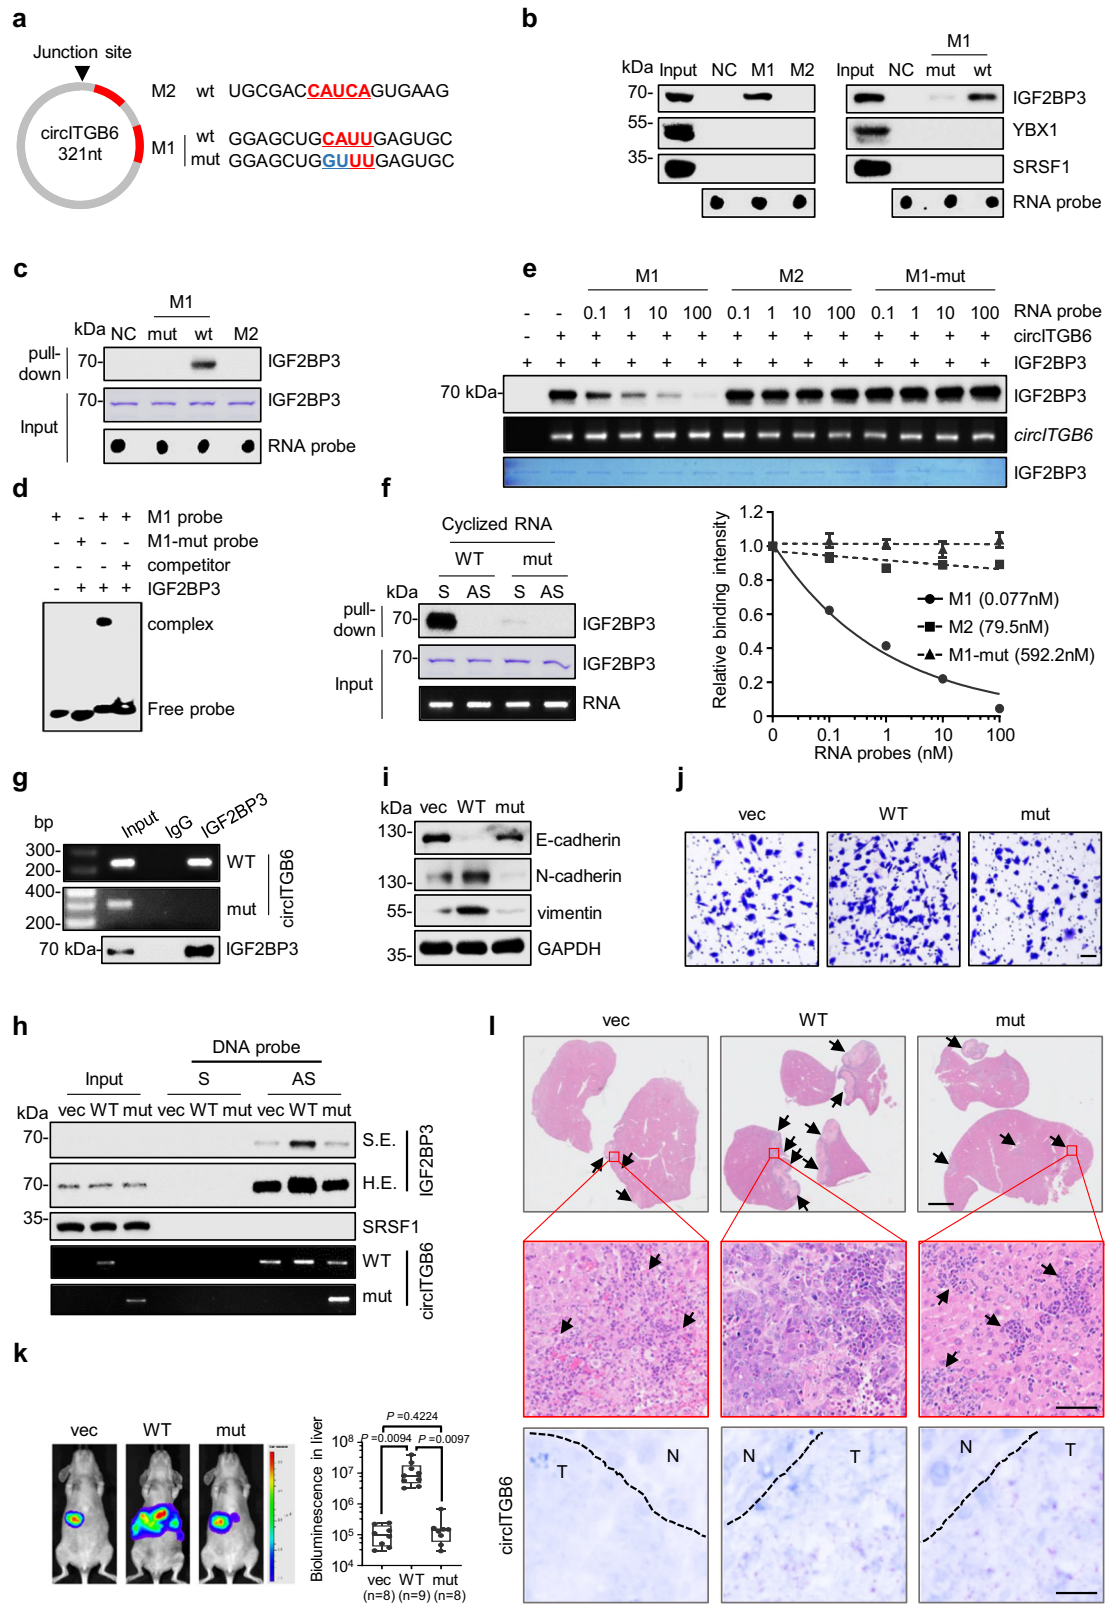 a
Junction site
circITGB6
321nt
M2 wt UGCGACCAUCAGUGAAG
M1 wt GGAGCUGCAUUGAGUGC
mut GGAGCUGGUUUGAGUGC
b
M1
kDa Input NC M1 M2 Input NC mut wt
70- IGF2BP3
55- YBX1
35- SRSF1
RNA probe
c
M1
kDa NC mut wt M2
pull-down 70- IGF2BP3
Input 70- IGF2BP3
RNA probe
e
M1 M2 M1-mut
- - 0.1 1 10 100 0.1 1 10 100 0.1 1 10 100 RNA probe
- + + + + + + + + + + + + + circITGB6
+ + + + + + + + + + + + + + IGF2BP3
70 kDa- IGF2BP3
circITGB6
IGF2BP3
Relative binding intensity
1.2
1.0
0.8
0.6
0.4
0.2
0
M1 (0.077nM)
M2 (79.5nM)
M1-mut (592.2nM)
0 0.1 1 10 100
RNA probes (nM)
d
+ - + + M1 probe
- + - - M1-mut probe
- - - + competitor
- + + + IGF2BP3
complex
Free probe
f
Cyclized RNA
WT mut
kDa S AS S AS
pull-down 70- IGF2BP3
Input 70- IGF2BP3
RNA
g
bp Input IgG IGF2BP3
300-
200- WT
400-
200- mut
circITGB6
70 kDa- IGF2BP3
i
kDa vec WT mut
130- E-cadherin
130- N-cadherin
55- vimentin
35- GAPDH
j
vec WT mut
h
DNA probe
Input S AS
kDa vec WT mut vec WT mut vec WT mut
70- S.E.
70- H.E.
IGF2BP3
35- SRSF1
WT
mut
circITGB6
k
vec WT mut
Bioluminescence in liver
P =0.4224
P =0.0094 P =0.0097
10⁸
10⁷
10⁶
10⁵
10⁴
vec WT mut
(n=8) (n=9) (n=8)
l
vec WT mut
circITGB6
T N
N T
N T